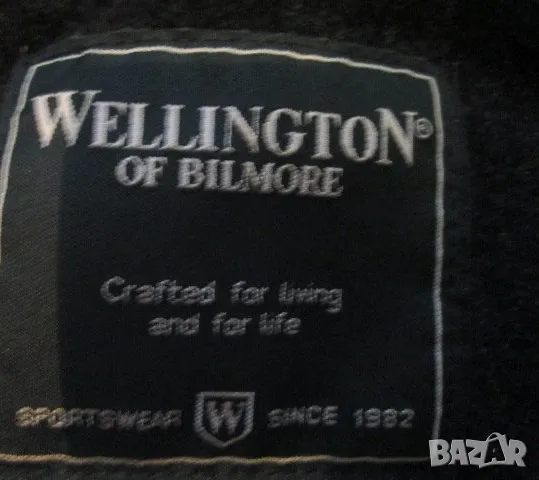 WELLINGTON®
OF BILMORE
Crafted for living
and for life
SPORTSWEAR W SINCE 1982
BAZAR